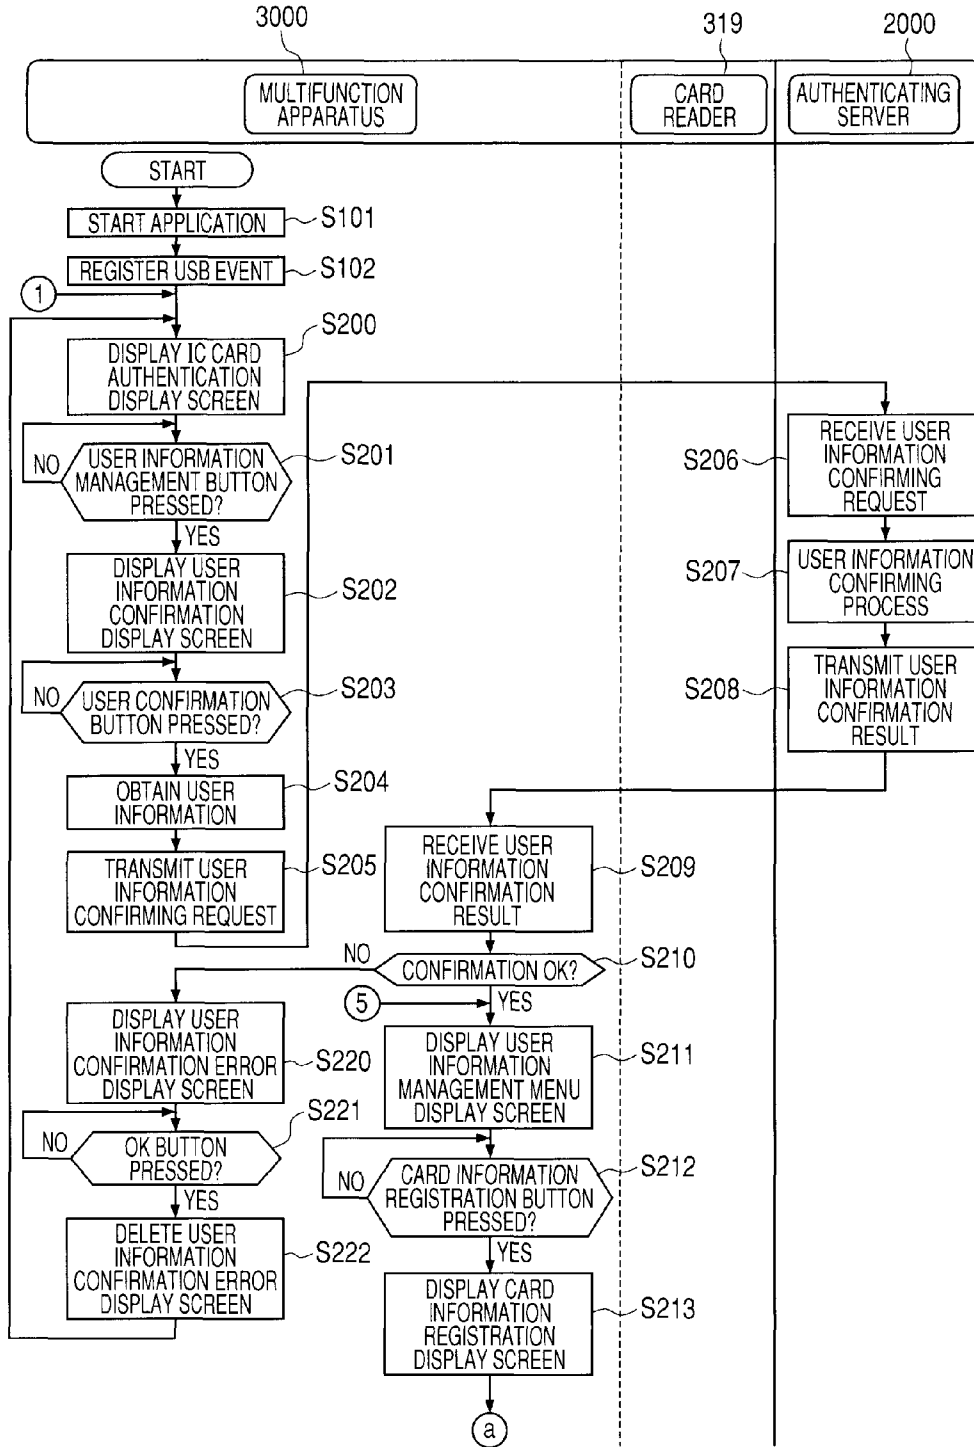 3000
319
2000
MULTIFUNCTION
APPARATUS
CARD
READER
AUTHENTICATING
SERVER
START
START APPLICATION
S101
REGISTER USB EVENT
S102
1
S200
DISPLAY IC CARD
AUTHENTICATION
DISPLAY SCREEN
NO
USER INFORMATION
MANAGEMENT BUTTON
PRESSED?
S201
YES
DISPLAY USER
INFORMATION
CONFIRMATION
DISPLAY SCREEN
S202
NO
USER CONFIRMATION
BUTTON PRESSED?
S203
YES
OBTAIN USER
INFORMATION
S204
TRANSMIT USER
INFORMATION
CONFIRMING REQUEST
S205
S206
RECEIVE USER
INFORMATION
CONFIRMING
REQUEST
S207
USER INFORMATION
CONFIRMING
PROCESS
S208
TRANSMIT USER
INFORMATION
CONFIRMATION
RESULT
RECEIVE USER
INFORMATION
CONFIRMATION
RESULT
S209
NO
CONFIRMATION OK?
S210
5
YES
DISPLAY USER
INFORMATION
CONFIRMATION ERROR
DISPLAY SCREEN
S220
NO
OK BUTTON
PRESSED?
S221
YES
DELETE USER
INFORMATION
CONFIRMATION ERROR
DISPLAY SCREEN
S222
DISPLAY USER
INFORMATION
MANAGEMENT MENU
DISPLAY SCREEN
S211
NO
CARD INFORMATION
REGISTRATION BUTTON
PRESSED?
S212
YES
DISPLAY CARD
INFORMATION
REGISTRATION
DISPLAY SCREEN
S213
a